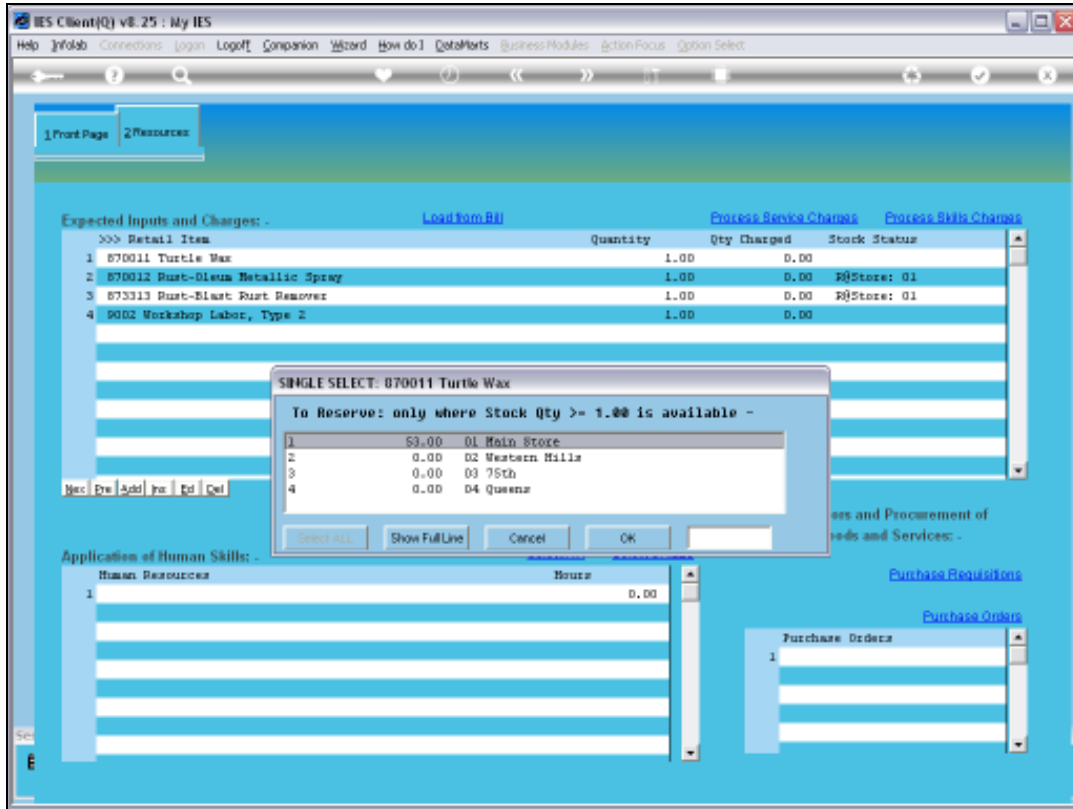 IES Client(Q) v8.25 : My IES
Help Infolab Connections Logon Logoff Companion Wizard How do I DataMarts Business Modules Action Focus Option Select
1 Front Page 2 Resources
Expected Inputs and Charges: - Load from Bill Process Service Charges Process Skills Charges
>>> Retail Item Quantity Qty Charged Stock Status
1 870011 Turtle Wax 1.00 0.00
2 870012 Rust-Oleum Metallic Spray 1.00 0.00 R@Store: 01
3 873313 Rust-Blast Rust Remover 1.00 0.00 R@Store: 01
4 9002 Workshop Labor, Type 2 1.00 0.00
SINGLE SELECT: 870011 Turtle Wax
To Reserve: only where Stock Qty >= 1.00 is available -
1 53.00 01 Main Store
2 0.00 02 Western Hills
3 0.00 03 75th
4 0.00 04 Queens
Select ALL Show Full Line Cancel OK
Nex Pre Add Ins Ed Del
ors and Procurement of
ods and Services: -
Application of Human Skills: -
Human Resources Hours
1 0.00
Purchase Requisitions
Purchase Orders
Purchase Orders
1